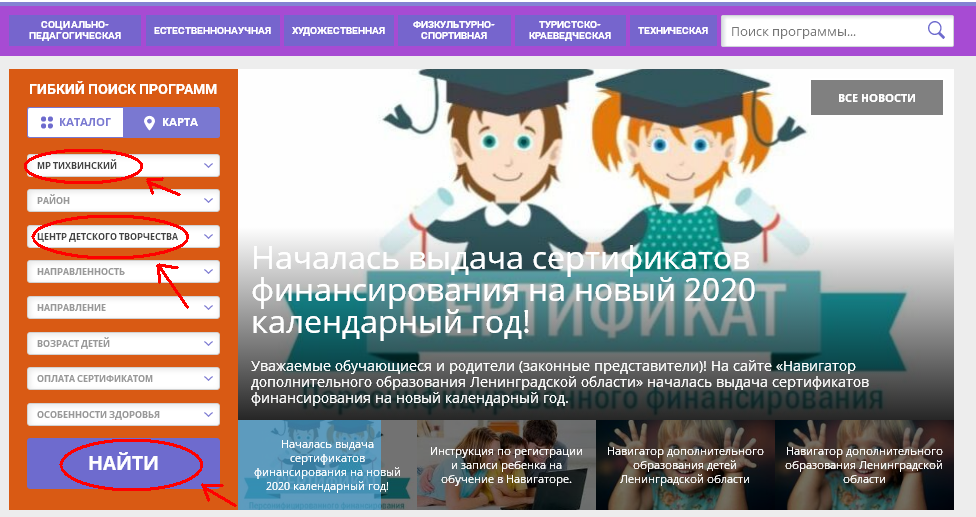 СОЦИАЛЬНО-
ПЕДАГОГИЧЕСКАЯ
ЕСТЕСТВЕННОНАУЧНАЯ
ХУДОЖЕСТВЕННАЯ
ФИЗКУЛЬТУРНО-
СПОРТИВНАЯ
ТУРИСТСКО-
КРАЕВЕДЧЕСКАЯ
ТЕХНИЧЕСКАЯ
Поиск программы...
ГИБКИЙ ПОИСК ПРОГРАММ
КАТАЛОГ
КАРТА
МР ТИХВИНСКИЙ
РАЙОН
ЦЕНТР ДЕТСКОГО ТВОРЧЕСТВА
НАПРАВЛЕННОСТЬ
НАПРАВЛЕНИЕ
ВОЗРАСТ ДЕТЕЙ
ОПЛАТА СЕРТИФИКАТОМ
ОСОБЕННОСТИ ЗДОРОВЬЯ
НАЙТИ
ВСЕ НОВОСТИ
Началась выдача сертификатов
финансирования на новый 2020
календарный год!
СЕРТИФИКАТ
Уважаемые обучающиеся и родители (законные представители)! На сайте «Навигатор
дополнительного образования Ленинградской области» началась выдача сертификатов
финансирования на новый календарный год.
Персонифицированного финансирования
Началась выдача
сертификатов
финансирования на новый
2020 календарный год!
Инструкция по регистрации
и записи ребенка на
обучение в Навигаторе.
Навигатор дополнительного
образования детей
Ленинградской области
Навигатор дополнительного
образования Ленинградской
области